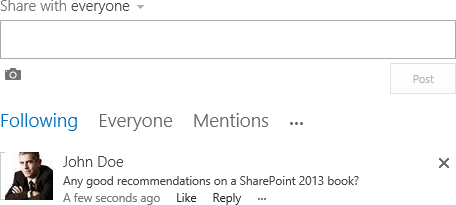 Share with everyone
Post
Following Everyone Mentions ...
John Doe
Any good recommendations on a SharePoint 2013 book?
A few seconds ago Like Reply ...